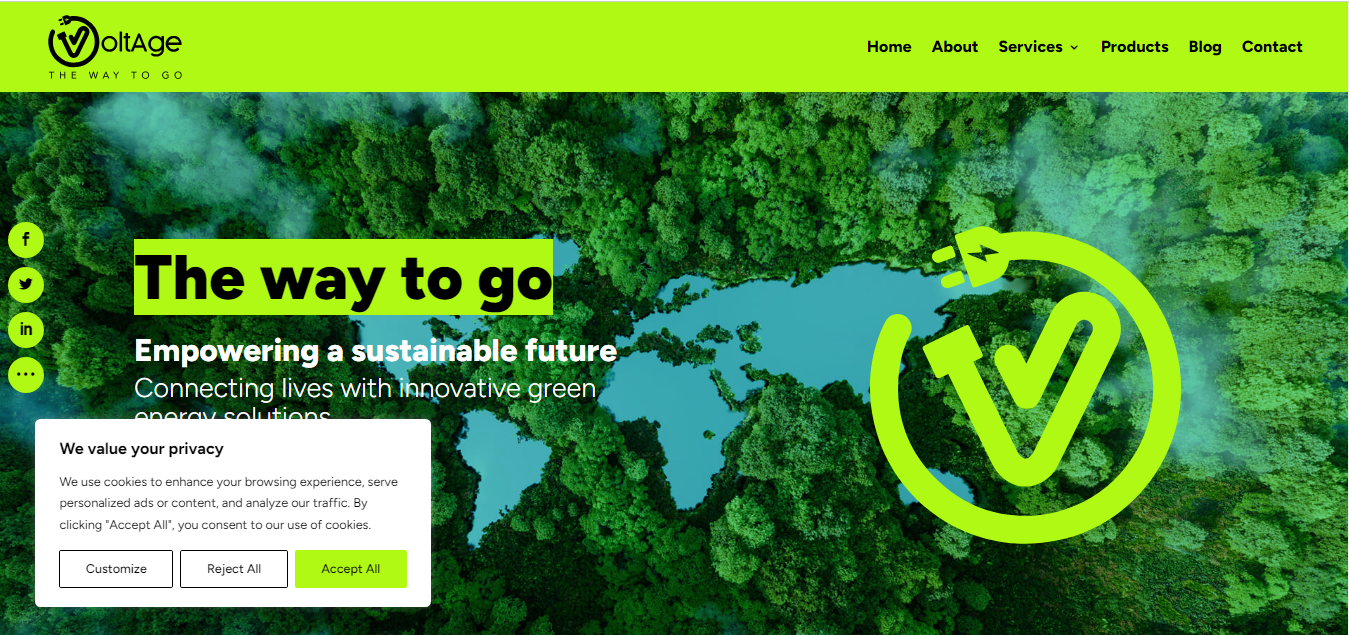 VoltAge
THE WAY TO GO
Home About Services Products Blog Contact
The way to go
Empowering a sustainable future
Connecting lives with innovative green
energy solutions
We value your privacy
We use cookies to enhance your browsing experience, serve
personalized ads or content, and analyze our traffic. By
clicking "Accept All", you consent to our use of cookies.
Customize Reject All Accept All